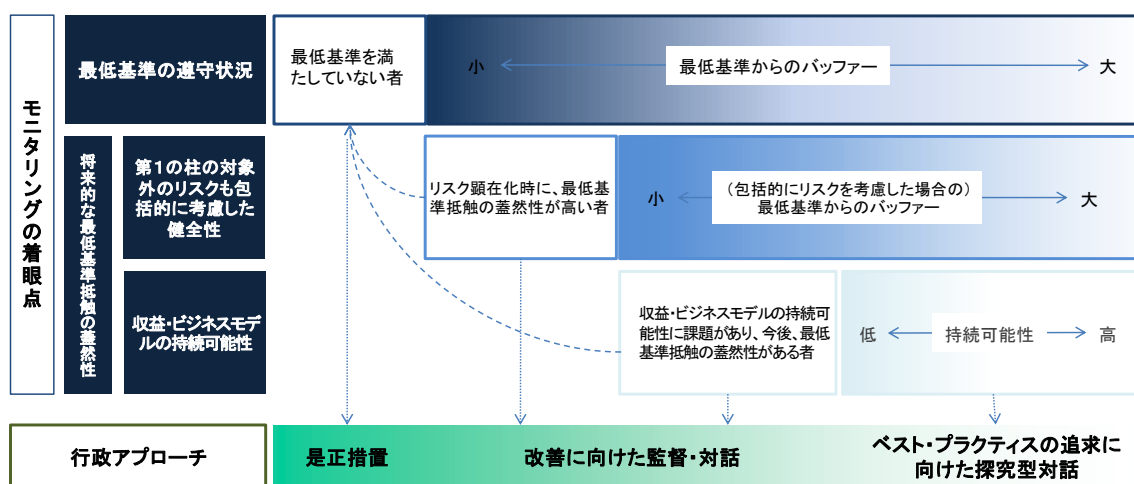 モニタリングの着眼点
最低基準の遵守状況
最低基準を満
たしていない者
小
最低基準からのバッファー
大
将来的な最低基準抵触の蓋然性
第1の柱の対象
外のリスクも包
括的に考慮した
健全性
リスク顕在化時に、最低基
準抵触の蓋然性が高い者
小
(包括的にリスクを考慮した場合の)
最低基準からのバッファー
大
収益・ビジネスモデ
ルの持続可能性
収益・ビジネスモデルの持続可
能性に課題があり、今後、最低
基準抵触の蓋然性がある者
低
持続可能性
高
行政アプローチ
是正措置
改善に向けた監督・対話
ベスト・プラクティスの追求に
向けた探究型対話